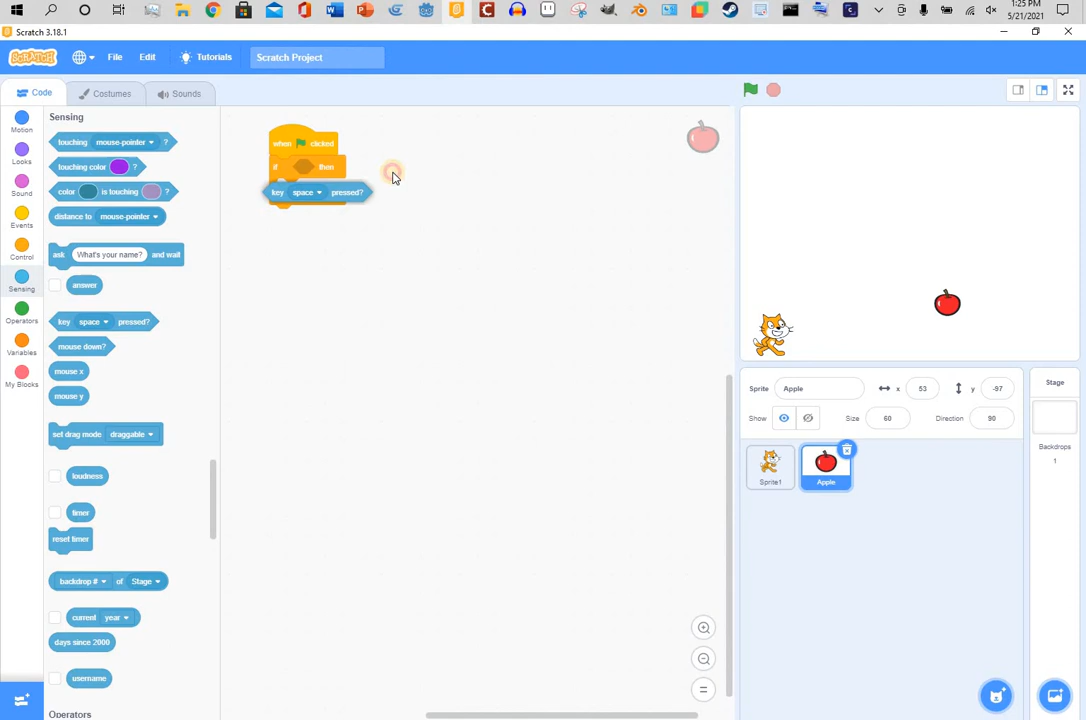 1:25 PM
5/21/2021
Scratch 3.18.1
SCRATCH
File
Edit
Tutorials
Scratch Project
Code
Costumes
Sounds
Motion
Looks
Sound
Events
Control
Sensing
Operators
Variables
My Blocks
Sensing
touching mouse-pointer ?
touching color ?
color is touching ?
distance to mouse-pointer
ask What's your name? and wait
answer
key space pressed?
mouse down?
mouse x
mouse y
set drag mode draggable
loudness
timer
reset timer
backdrop # of Stage
current year
days since 2000
username
Operators
when clicked
if then
key space pressed?
Sprite Apple x 53 y -97
Show Size 60 Direction 90
Sprite1
Apple
Stage
Backdrops
1